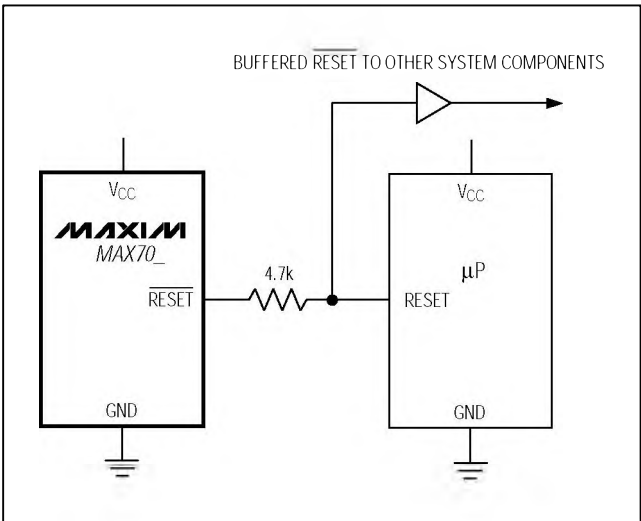 BUFFERED RESET TO OTHER SYSTEM COMPONENTS
VCC
MAXIM
MAX70_
RESET
GND
4.7k
VCC
µP
RESET
GND